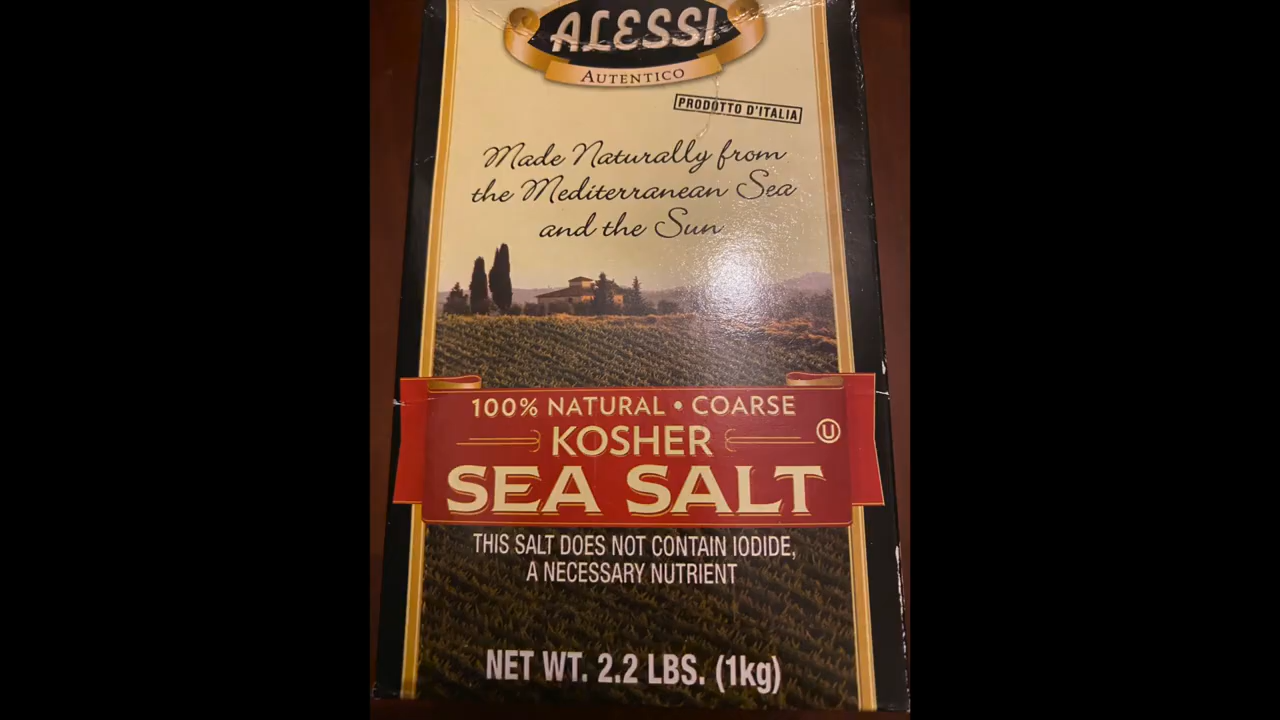 ALESSI
AUTENTICO
PRODOTTO D'ITALIA
Made Naturally from
the Mediterranean Sea
and the Sun
100% NATURAL • COARSE
KOSHER
U
SEA SALT
THIS SALT DOES NOT CONTAIN IODIDE,
A NECESSARY NUTRIENT
NET WT. 2.2 LBS. (1kg)